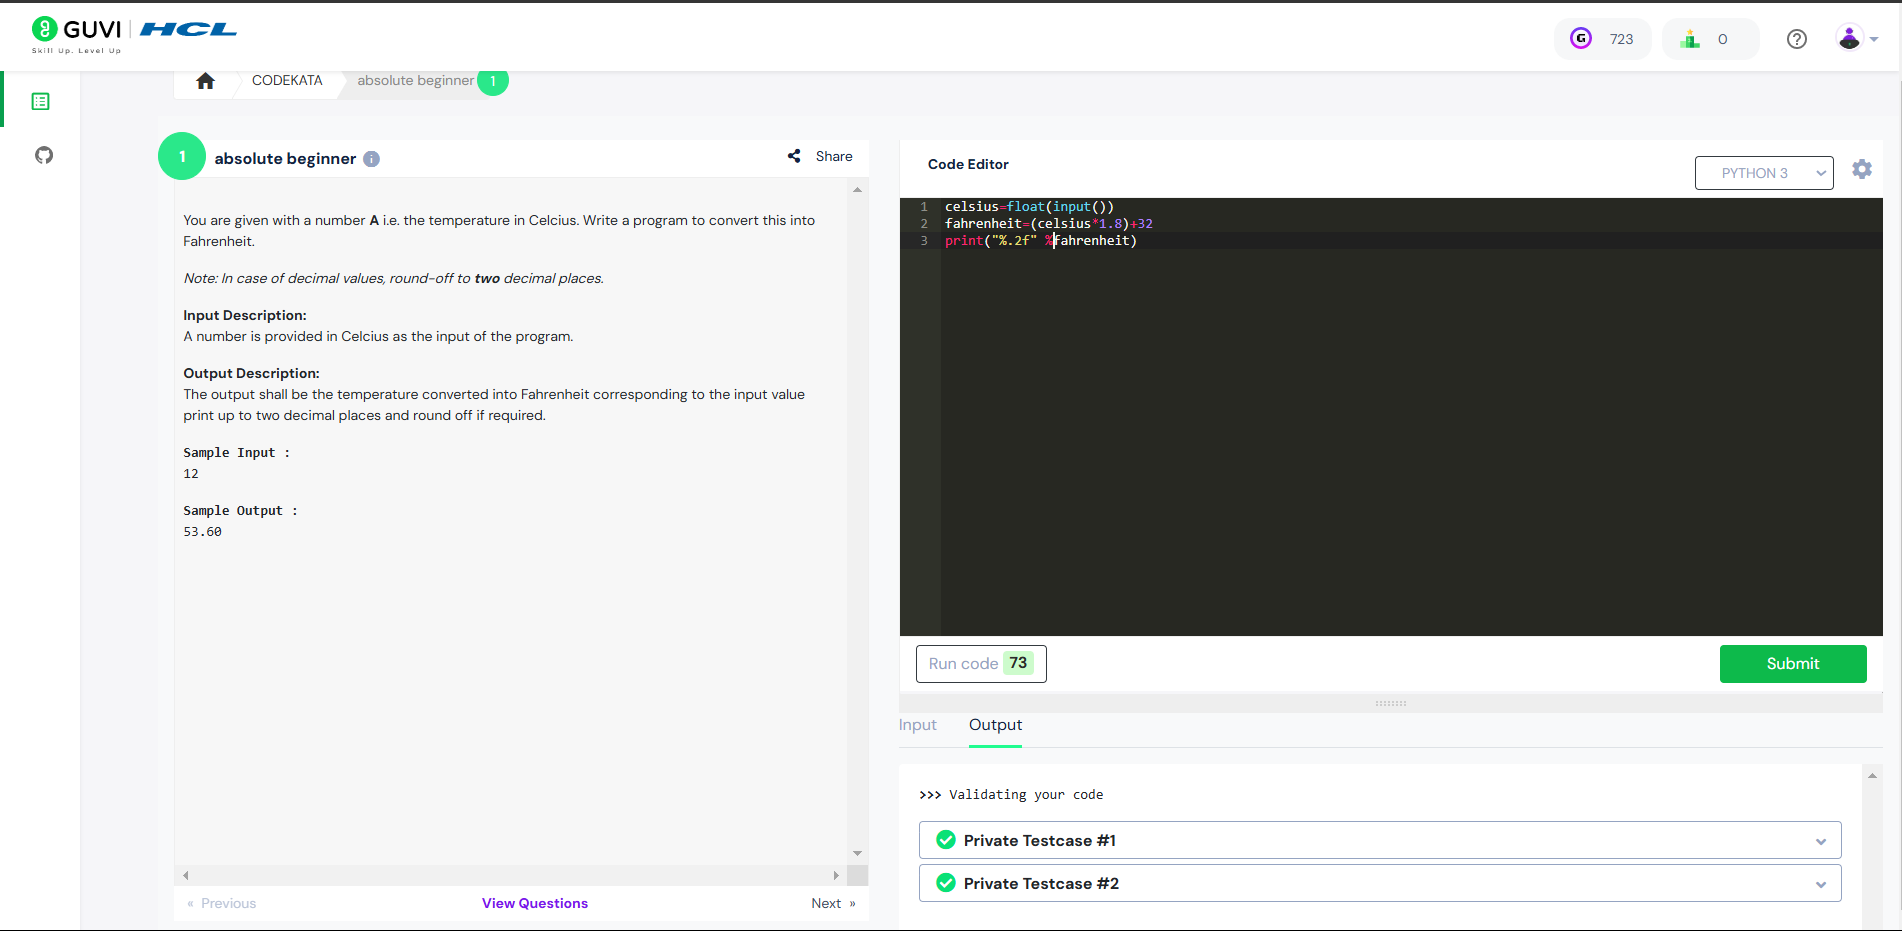 GUVI | HCL
Skill Up. Level Up
G 723
0
CODEKATA
absolute beginner 1
1 absolute beginner i
Share
You are given with a number A i.e. the temperature in Celcius. Write a program to convert this into
Fahrenheit.
Note: In case of decimal values, round-off to two decimal places.
Input Description:
A number is provided in Celcius as the input of the program.
Output Description:
The output shall be the temperature converted into Fahrenheit corresponding to the input value
print up to two decimal places and round off if required.
Sample Input :
12
Sample Output :
53.60
« Previous
View Questions
Next »
Code Editor
PYTHON 3
1 celsius=float(input())
2 fahrenheit=(celsius*1.8)+32
3 print("%.2f" %fahrenheit)
Run code 73
Submit
Input
Output
>>> Validating your code
Private Testcase #1
Private Testcase #2